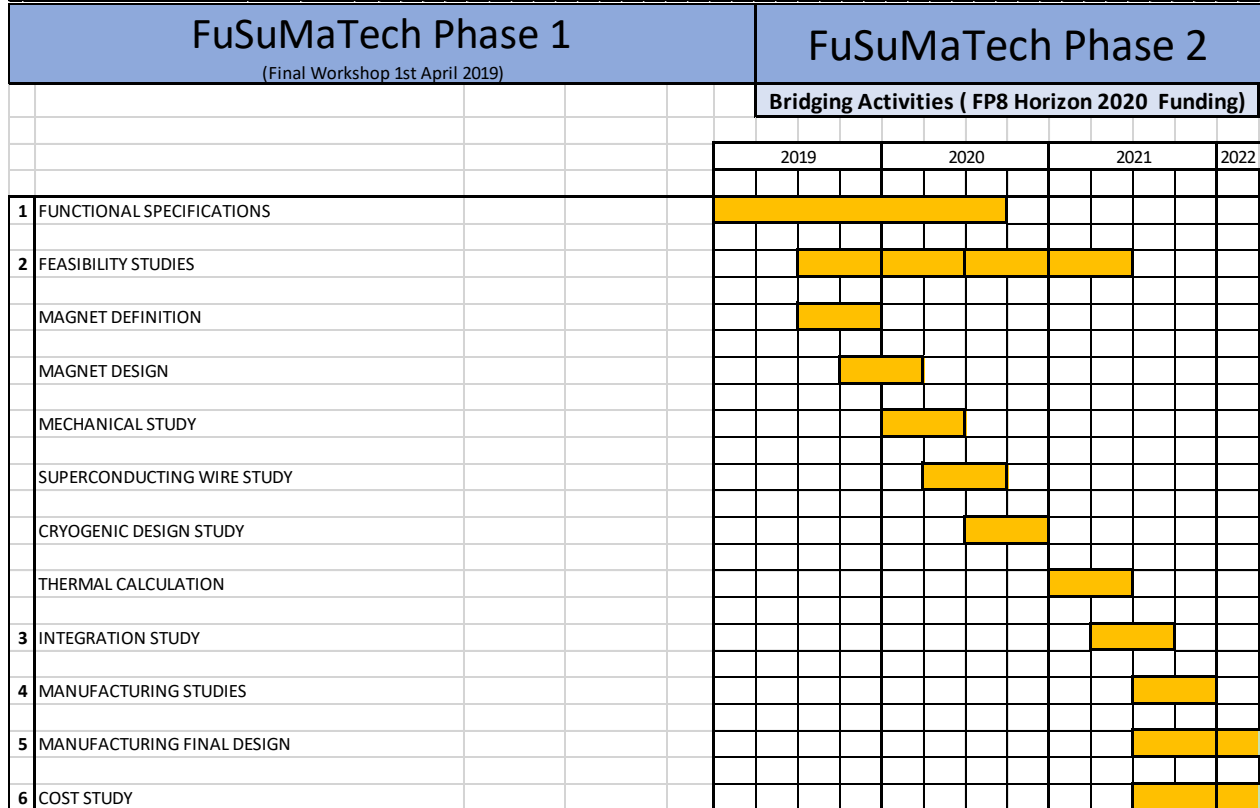 FuSuMaTech Phase 1
(Final Workshop 1st April 2019)
FuSuMaTech Phase 2
Bridging Activities ( FP8 Horizon 2020 Funding)
2019 2020 2021 2022
1 FUNCTIONAL SPECIFICATIONS
2 FEASIBILITY STUDIES
MAGNET DEFINITION
MAGNET DESIGN
MECHANICAL STUDY
SUPERCONDUCTING WIRE STUDY
CRYOGENIC DESIGN STUDY
THERMAL CALCULATION
3 INTEGRATION STUDY
4 MANUFACTURING STUDIES
5 MANUFACTURING FINAL DESIGN
6 COST STUDY